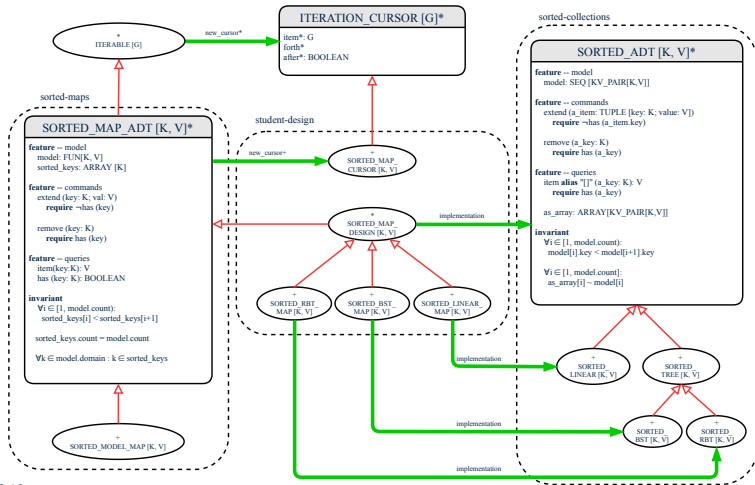 sorted-collections
ITERATION_CURSOR [G]*
item*: G
forth*
after*: BOOLEAN
*
ITERABLE [G]
new_cursor*
SORTED_ADT [K, V]*
feature -- model
model: SEQ [KV_PAIR[K,V]]
feature -- commands
extend (a_item: TUPLE [key: K; value: V])
require ¬has (a_item.key)
remove (a_key: K)
require has (a_key)
feature -- queries
item alias "[]" (a_key: K): V
require has (a_key)
as_array: ARRAY[KV_PAIR[K,V]]
invariant
∀i ∈ [1, model.count):
model[i].key < model[i+1].key
∀i ∈ [1, model.count]:
as_array[i] ~ model[i]
sorted-maps
SORTED_MAP_ADT [K, V]*
feature -- model
model: FUN[K, V]
sorted_keys: ARRAY [K]
feature -- commands
extend (key: K; val: V)
require ¬has (key)
remove (key: K)
require has (key)
feature -- queries
item(key:K): V
has (key: K): BOOLEAN
invariant
∀i ∈ [1, model.count):
sorted_keys[i] < sorted_keys[i+1]
sorted_keys.count = model.count
∀k ∈ model.domain : k ∈ sorted_keys
student-design
new_cursor+
+
SORTED_MAP_
CURSOR [K, V]
*
SORTED_MAP_
DESIGN [K, V]
implementation
+
SORTED_RBT_
MAP [K, V]
+
SORTED_BST_
MAP [K, V]
+
SORTED_LINEAR_
MAP [K, V]
implementation
+
SORTED_
LINEAR [K, V]
+
SORTED_
TREE [K, V]
+
SORTED_MODEL_MAP [K, V]
implementation
+
SORTED_
BST [K, V]
+
SORTED_
RBT [K, V]
implementation